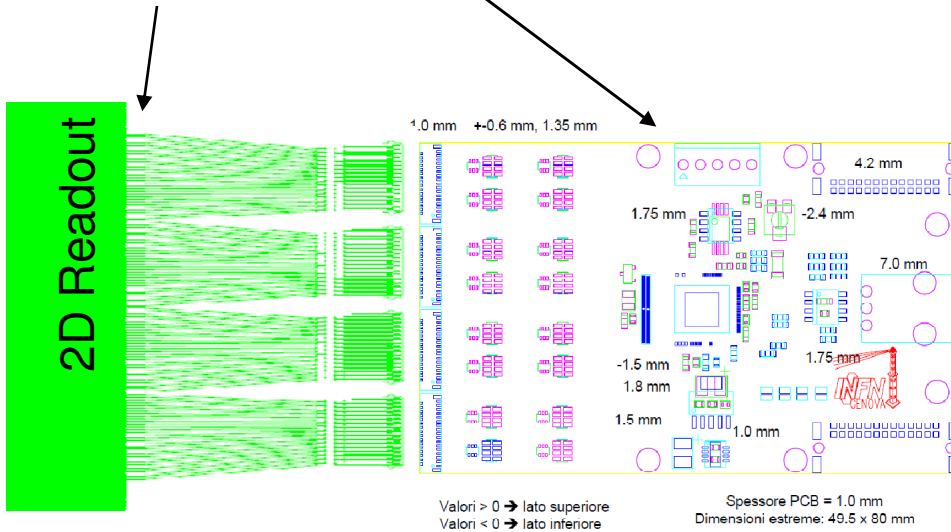 2D Readout
1.0 mm +-0.6 mm, 1.35 mm
4.2 mm
1.75 mm
-2.4 mm
7.0 mm
-1.5 mm
1.75 mm
1.8 mm
INFN
GENOVA
1.5 mm
1.0 mm
Valori > 0 ➔ lato superiore
Valori < 0 ➔ lato inferiore
Spessore PCB = 1.0 mm
Dimensioni estreme: 49.5 x 80 mm